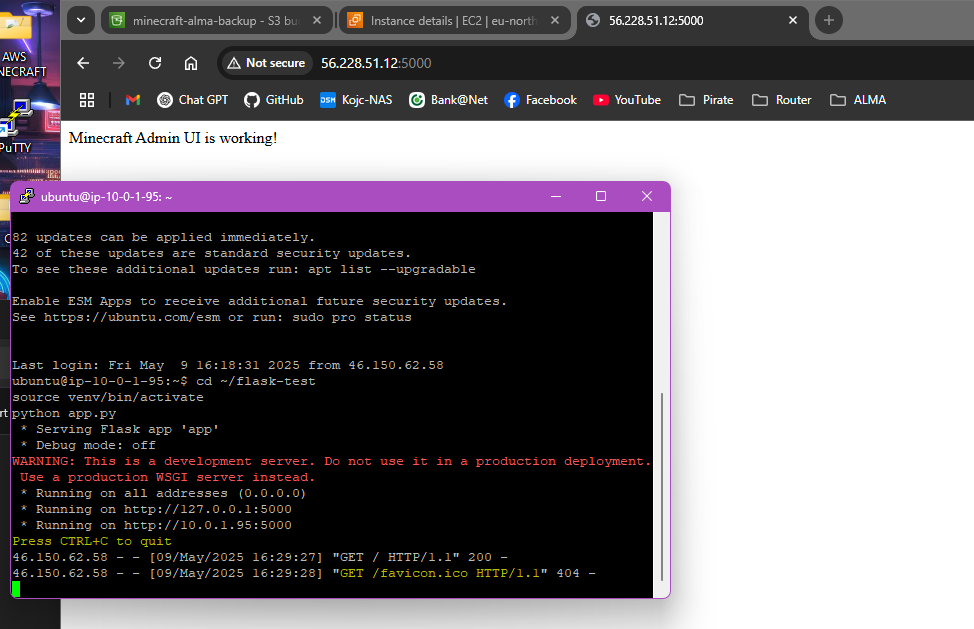 minecraft-alma-backup - S3 bu
Instance details | EC2 | eu-north
56.228.51.12:5000
Not secure
56.228.51.12:5000
Chat GPT
GitHub
DSM
Kojc-NAS
Bank@Net
Facebook
YouTube
Pirate
Router
ALMA
AWS
NECRAFT
PuTTY
Minecraft Admin UI is working!
ubuntu@ip-10-0-1-95: ~
82 updates can be applied immediately.
42 of these updates are standard security updates.
To see these additional updates run: apt list --upgradable
Enable ESM Apps to receive additional future security updates.
See https://ubuntu.com/esm or run: sudo pro status
Last login: Fri May  9 16:18:31 2025 from 46.150.62.58
ubuntu@ip-10-0-1-95:~$ cd ~/flask-test
source venv/bin/activate
python app.py
 * Serving Flask app 'app'
 * Debug mode: off
WARNING: This is a development server. Do not use it in a production deployment.
 Use a production WSGI server instead.
 * Running on all addresses (0.0.0.0)
 * Running on http://127.0.0.1:5000
 * Running on http://10.0.1.95:5000
Press CTRL+C to quit
46.150.62.58 - - [09/May/2025 16:29:27] "GET / HTTP/1.1" 200 -
46.150.62.58 - - [09/May/2025 16:29:28] "GET /favicon.ico HTTP/1.1" 404 -